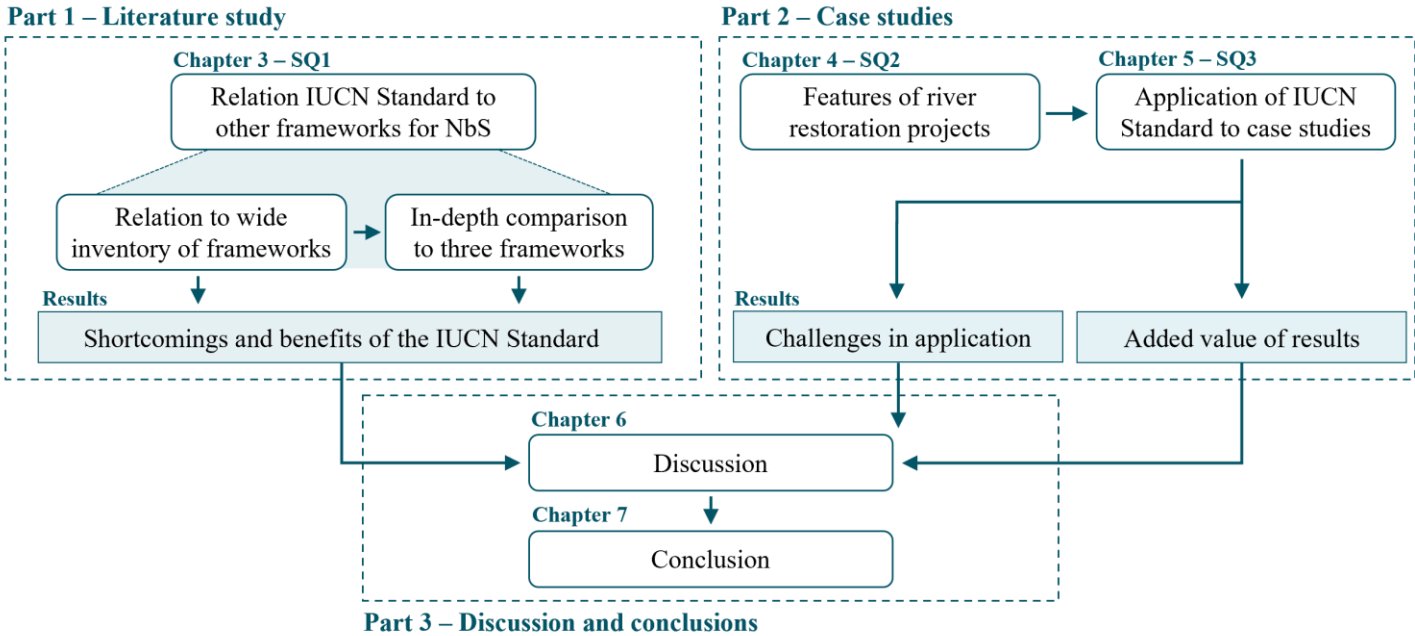 Part 1 – Literature study
Chapter 3 – SQ1
Relation IUCN Standard to
other frameworks for NbS
Relation to wide
inventory of frameworks
In-depth comparison
to three frameworks
Results
Shortcomings and benefits of the IUCN Standard
Part 2 – Case studies
Chapter 4 – SQ2
Features of river
restoration projects
Chapter 5 – SQ3
Application of IUCN
Standard to case studies
Results
Challenges in application
Added value of results
Chapter 6
Discussion
Chapter 7
Conclusion
Part 3 – Discussion and conclusions